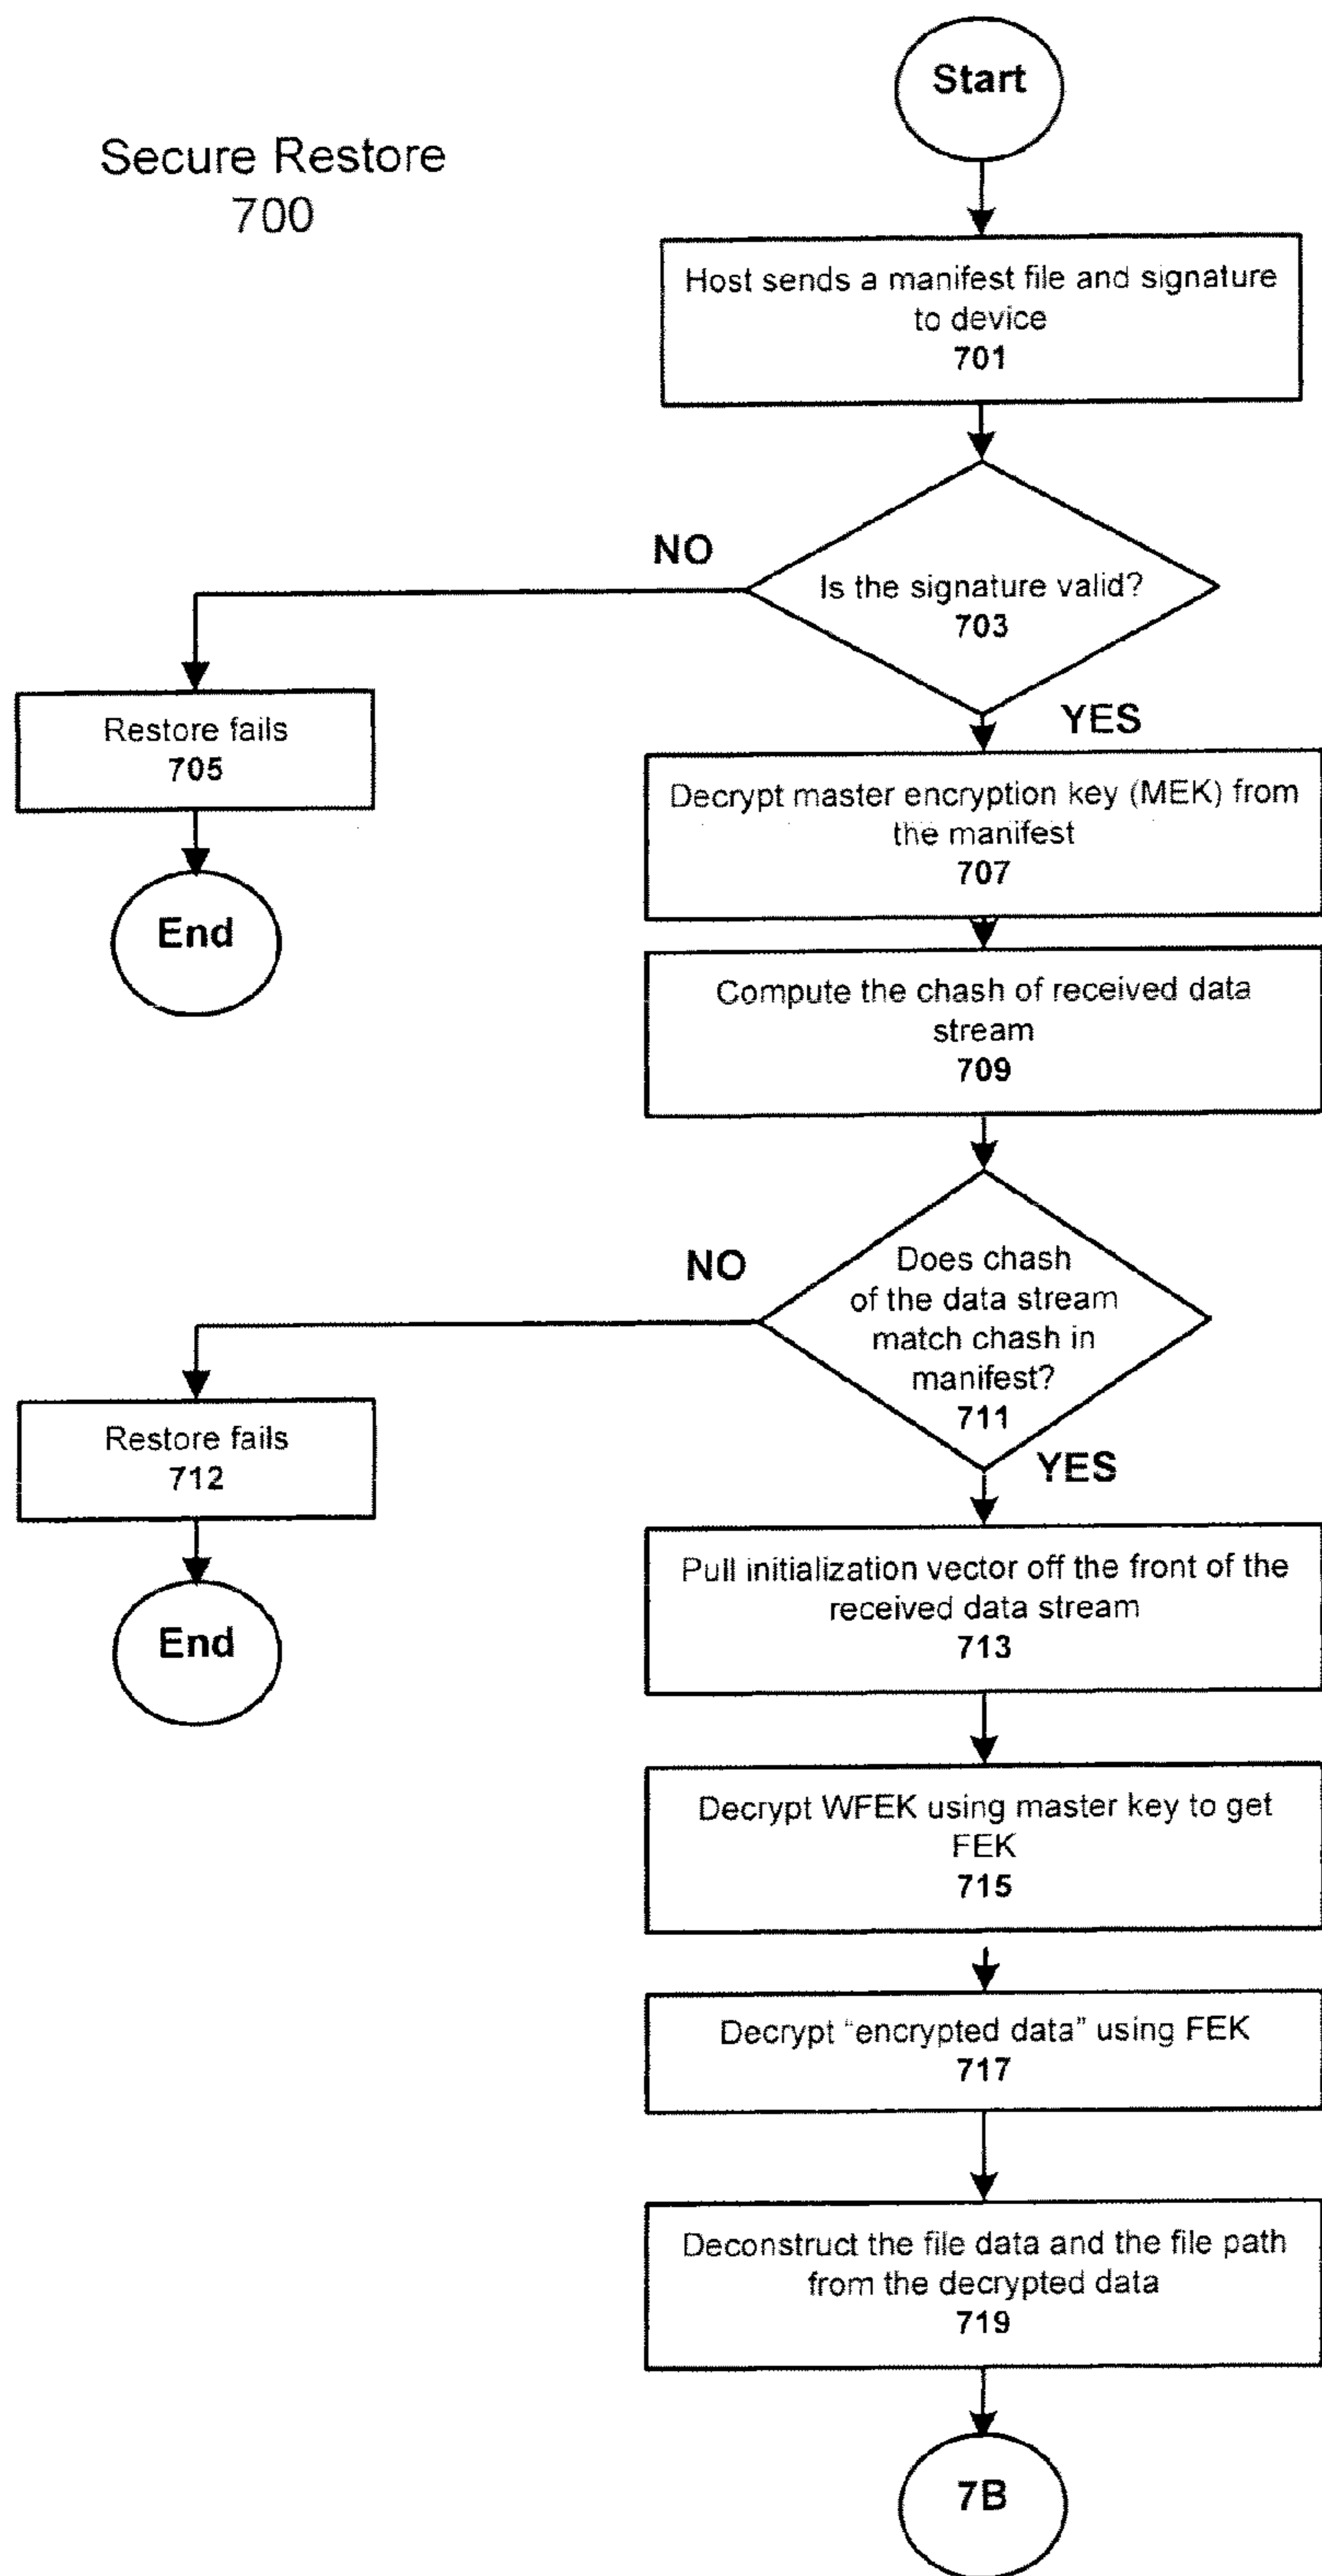 Start
Secure Restore
700
Host sends a manifest file and signature
to device
701
NO
Is the signature valid?
703
YES
Restore fails
705
End
Decrypt master encryption key (MEK) from
the manifest
707
Compute the chash of received data
stream
709
NO
Does chash
of the data stream
match chash in
manifest?
711
YES
Restore fails
712
End
Pull initialization vector off the front of the
received data stream
713
Decrypt WFEK using master key to get
FEK
715
Decrypt “encrypted data” using FEK
717
Deconstruct the file data and the file path
from the decrypted data
719
7B